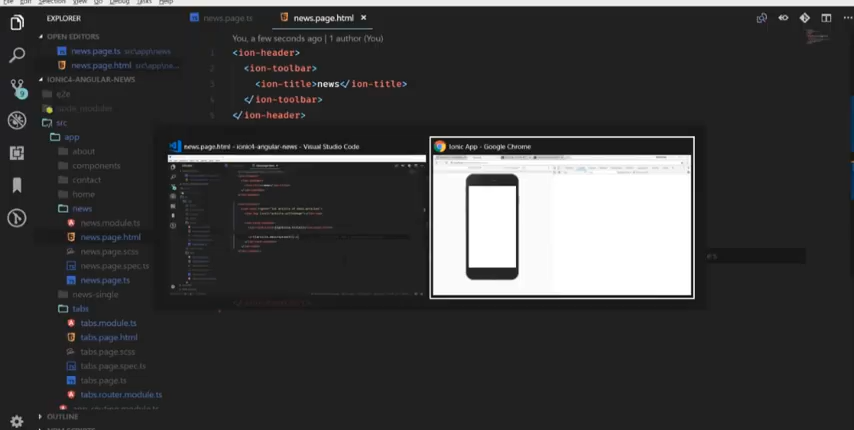 File Edit Selection View Go Debug Tasks Help
EXPLORER
OPEN EDITORS
news.page.ts src\app\news
news.page.html src\app\ne...
IONIC4-ANGULAR-NEWS
e2e
node_modules
src
app
about
components
contact
home
news
news.module.ts
news.page.html
news.page.scss
news.page.spec.ts
news.page.ts
news-single
tabs
tabs.module.ts
tabs.page.html
tabs.page.scss
tabs.page.spec.ts
tabs.page.ts
tabs.router.module.ts
OUTLINE
9
news.page.ts
news.page.html
You, a few seconds ago | 1 author (You)
1 <ion-header>
2 <ion-toolbar>
3 <ion-title>news</ion-title>
4 </ion-toolbar>
5 </ion-header>
news.page.html - ionic4-angular-news - Visual Studio Code
Ionic App - Google Chrome